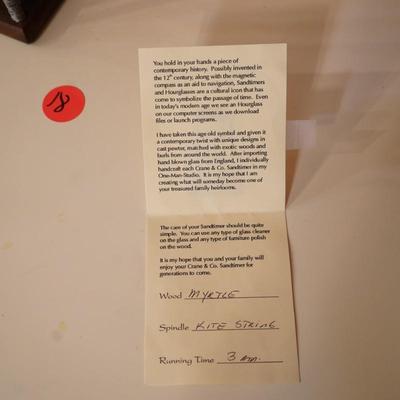 18
You hold in your hands a piece of
contemporary history. Possibly invented in
the 12th century, along with the magnetic
compass as an aid to navigation, Sandtimers
and Hourglasses are a cultural icon that has
come to symbolize the passage of time. Even
in today's modern age we see an Hourglass
on our computer screens as we download
files or launch programs.
I have taken this age old symbol and given it
a contemporary twist with unique designs in
cast pewter, matched with exotic woods and
burls from around the world. After importing
hand blown glass from England, I individually
handcraft each Crane & Co. Sandtimer in my
One-Man-Studio. It is my hope that I am
creating what will someday become one of
your treasured family heirlooms.
The care of your Sandtimer should be quite
simple. You can use any type of glass cleaner
on the glass and any type of furniture polish
on the wood.
It is my hope that you and your family will
enjoy your Crane & Co. Sandtimer for
generations to come.
Wood MYRTLE
Spindle KITE STRING
Running Time 3 min.